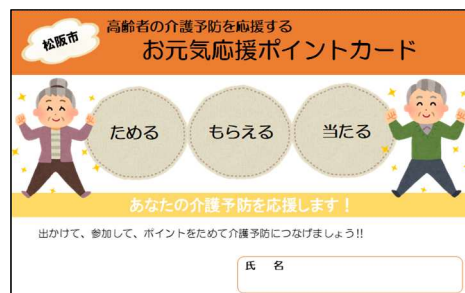 松阪市
高齢者の介護予防を応援する
お元気応援ポイントカード
ためる
もらえる
当たる
あなたの介護予防を応援します!
出かけて、参加して、ポイントをためて介護予防につなげましょう!!
氏 名